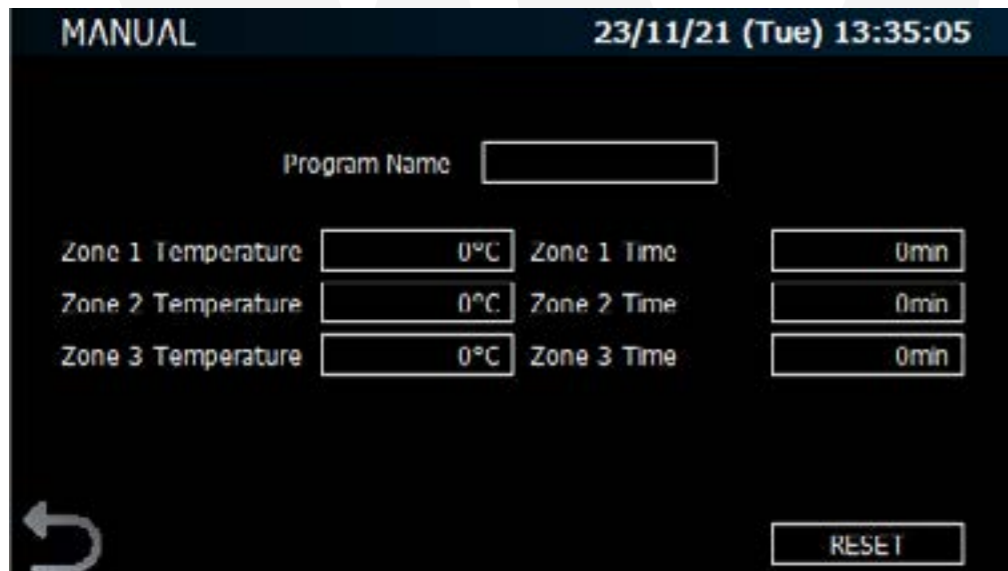 MANUAL 23/11/21 (Tue) 13:35:05
Program Name
Zone 1 Temperature 0°C Zone 1 Time 0min
Zone 2 Temperature 0°C Zone 2 Time 0min
Zone 3 Temperature 0°C Zone 3 Time 0min
RESET